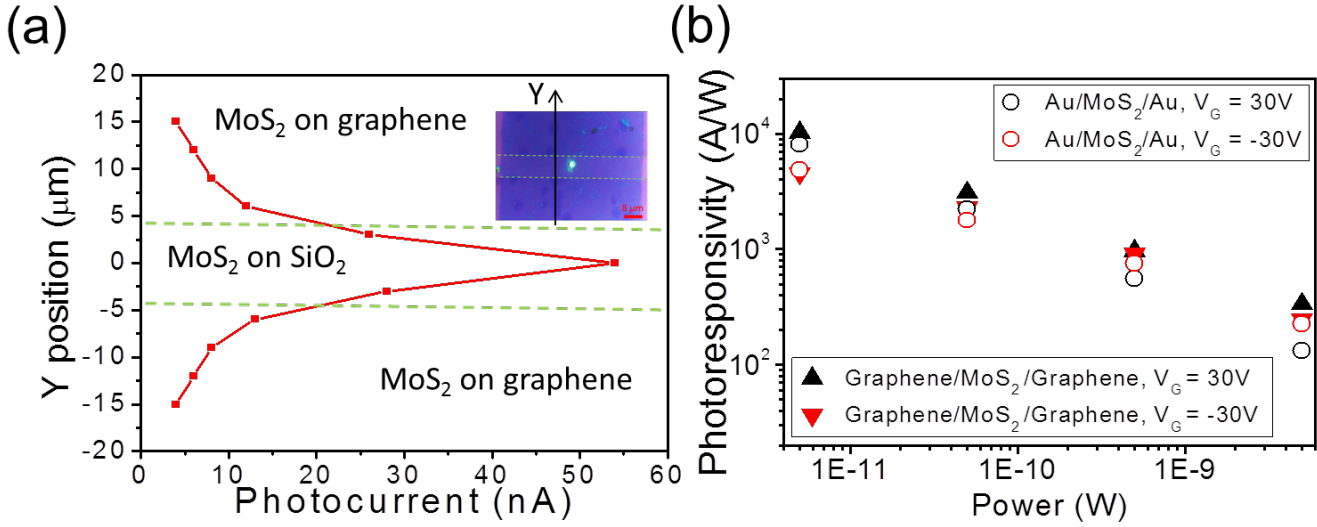 (a)
20
15
10
5
0
-5
-10
-15
-20
Y position (μm)
MoS2 on graphene
MoS2 on SiO2
MoS2 on graphene
Y
5 μm
0 10 20 30 40 50 60
Photocurrent (nA)
(b)
Photoresponsivity (A/W)
10^4
10^3
10^2
Au/MoS2/Au, VG = 30V
Au/MoS2/Au, VG = -30V
Graphene/MoS2/Graphene, VG = 30V
Graphene/MoS2/Graphene, VG = -30V
1E-11 1E-10 1E-9
Power (W)